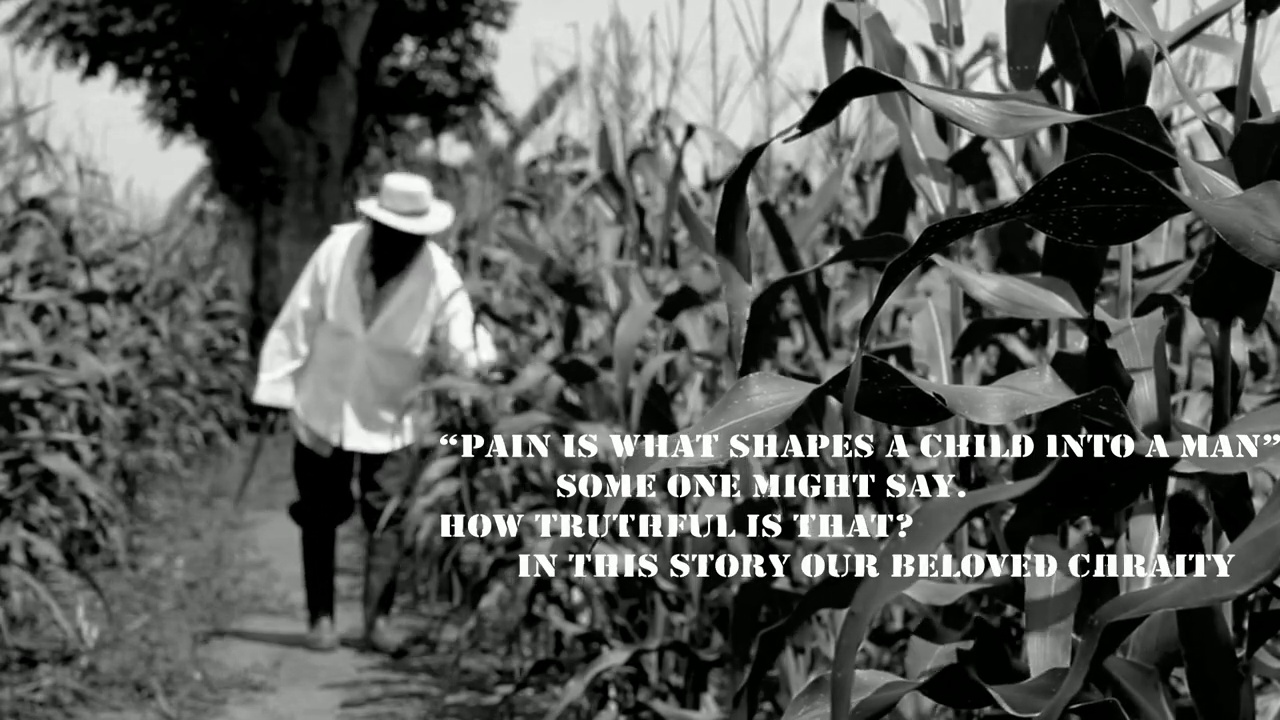 “PAIN IS WHAT SHAPES A CHILD INTO A MAN”
SOME ONE MIGHT SAY.
HOW TRUTHFUL IS THAT?
IN THIS STORY OUR BELOVED CHRAITY